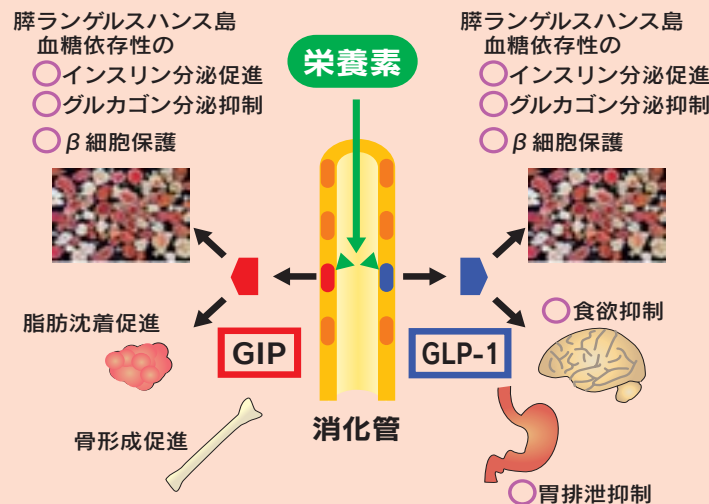 膵ランゲルスハンス島
血糖依存性の
○インスリン分泌促進
○グルカゴン分泌抑制
○β細胞保護
栄養素
膵ランゲルスハンス島
血糖依存性の
○インスリン分泌促進
○グルカゴン分泌抑制
○β細胞保護
脂肪沈着促進
GIP
骨形成促進
消化管
GLP-1
○食欲抑制
○胃排泄抑制